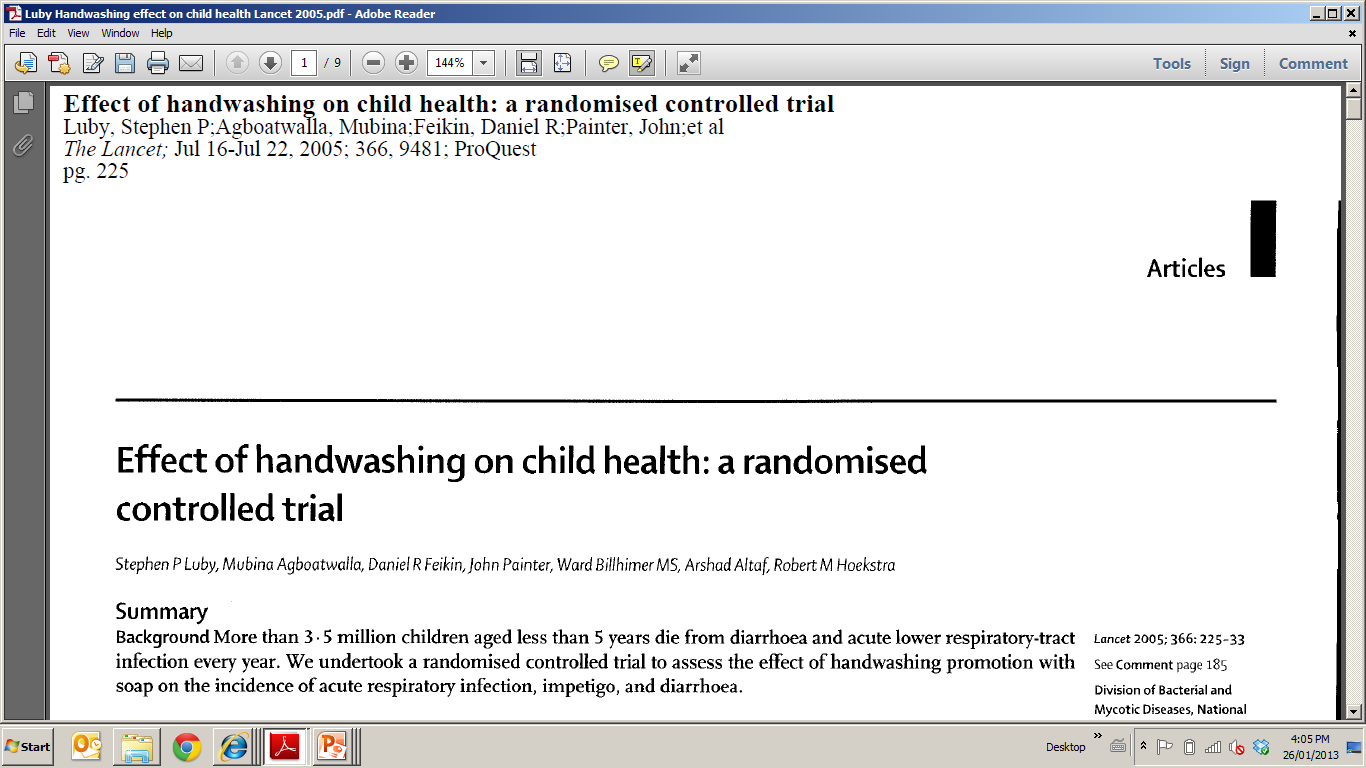 Luby Handwashing effect on child health Lancet 2005.pdf - Adobe Reader
File Edit View Window Help
1 / 9 144% Tools Sign Comment
Effect of handwashing on child health: a randomised controlled trial
Luby, Stephen P;Agboatwalla, Mubina;Feikin, Daniel R;Painter, John;et al
The Lancet; Jul 16-Jul 22, 2005; 366, 9481; ProQuest
pg. 225
Articles
Effect of handwashing on child health: a randomised
controlled trial
Stephen P Luby, Mubina Agboatwalla, Daniel R Feikin, John Painter, Ward Billhimer MS, Arshad Altaf, Robert M Hoekstra
Summary
Background More than 3·5 million children aged less than 5 years die from diarrhoea and acute lower respiratory-tract
infection every year. We undertook a randomised controlled trial to assess the effect of handwashing promotion with
soap on the incidence of acute respiratory infection, impetigo, and diarrhoea.
Lancet 2005; 366: 225–33
See Comment page 185
Division of Bacterial and
Mycotic Diseases, National
Start
Desktop
4:05 PM
26/01/2013